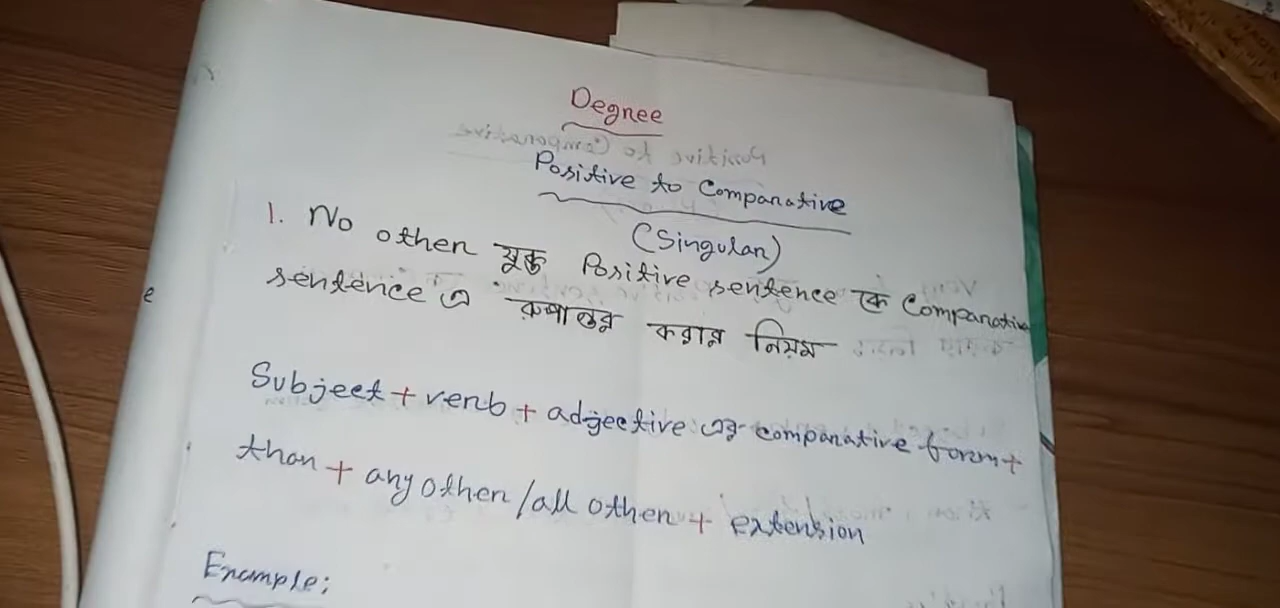 Degree
Positive to Comparative
(Singular)
1. No other যুক্ত Positive sentence কে Comparative
sentence এ রুপান্তর করার নিয়ম
Subject + verb + adjective এর comparative form +
than + any other / all other + extension
Example: